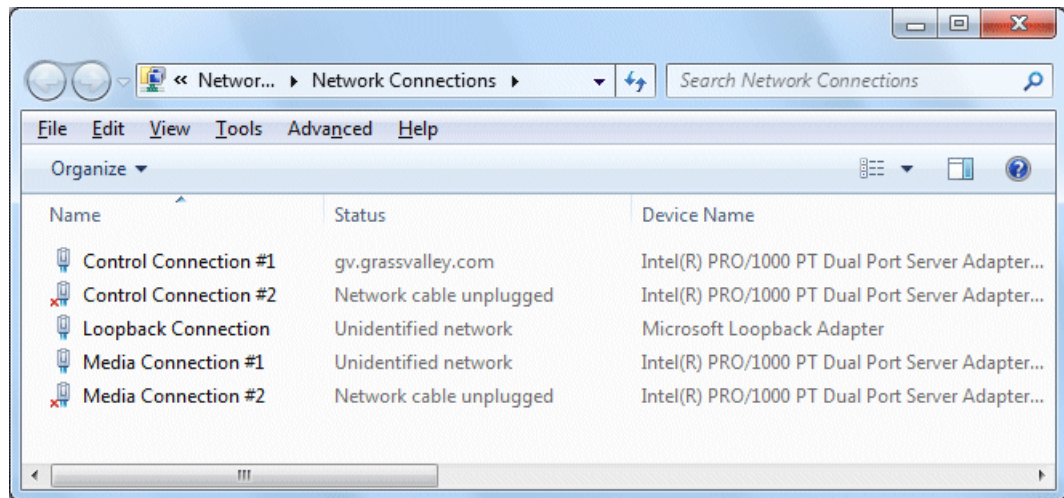 « Networ... Network Connections Search Network Connections
File Edit View Tools Advanced Help
Organize
Name Status Device Name
Control Connection #1 gv.grassvalley.com Intel(R) PRO/1000 PT Dual Port Server Adapter...
Control Connection #2 Network cable unplugged Intel(R) PRO/1000 PT Dual Port Server Adapter...
Loopback Connection Unidentified network Microsoft Loopback Adapter
Media Connection #1 Unidentified network Intel(R) PRO/1000 PT Dual Port Server Adapter...
Media Connection #2 Network cable unplugged Intel(R) PRO/1000 PT Dual Port Server Adapter...